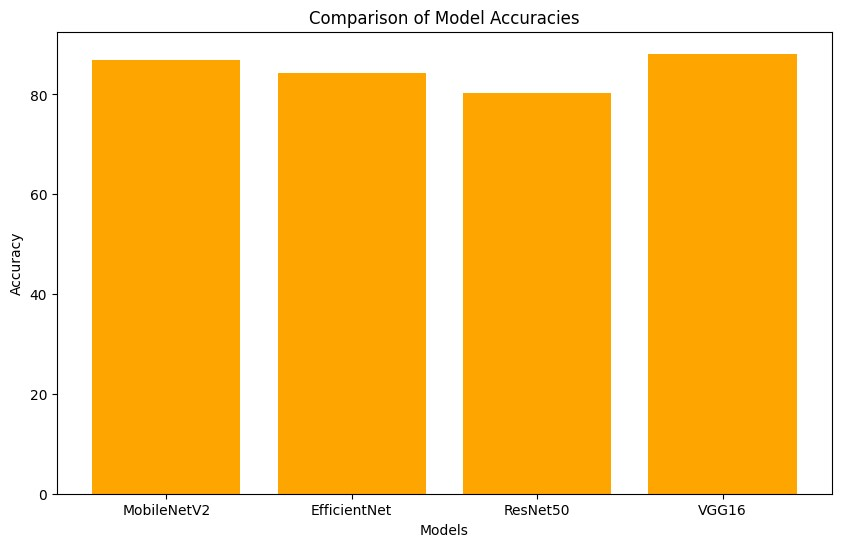 Comparison of Model Accuracies
80
60
40
20
0
Accuracy
MobileNetV2 EfficientNet ResNet50 VGG16
Models